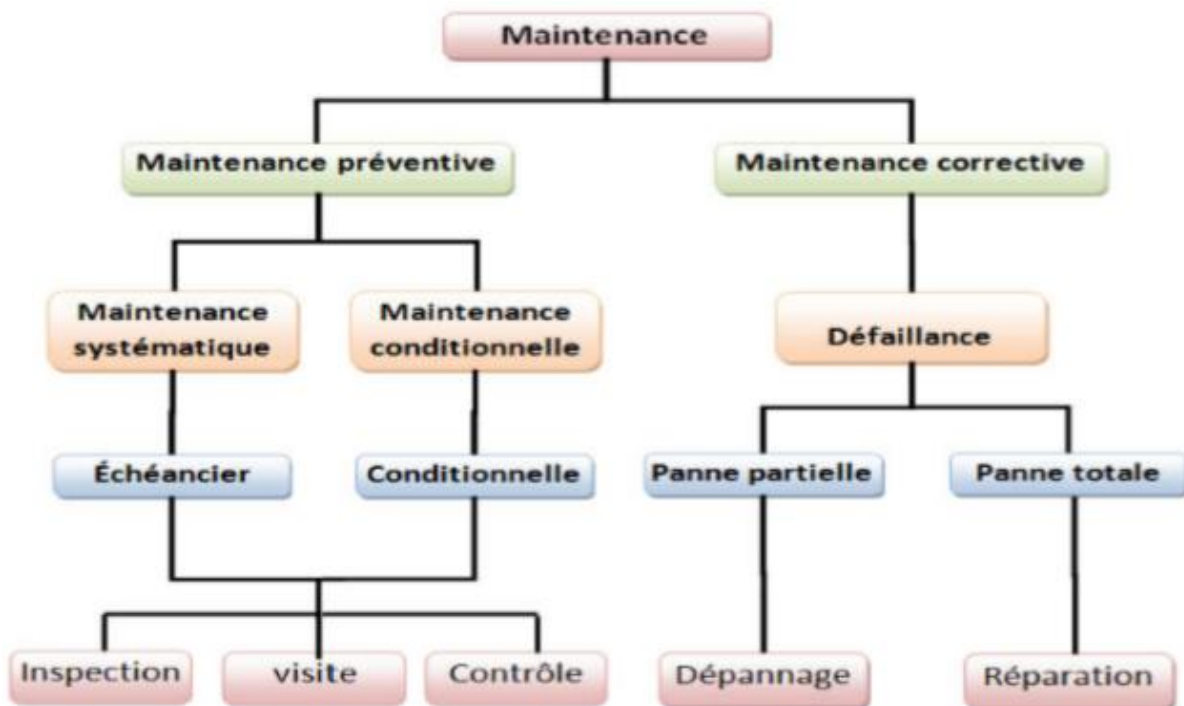 Maintenance
Maintenance préventive
Maintenance corrective
Maintenance
systématique
Maintenance
conditionnelle
Défaillance
Échéancier
Conditionnelle
Panne partielle
Panne totale
Inspection
visite
Contrôle
Dépannage
Réparation